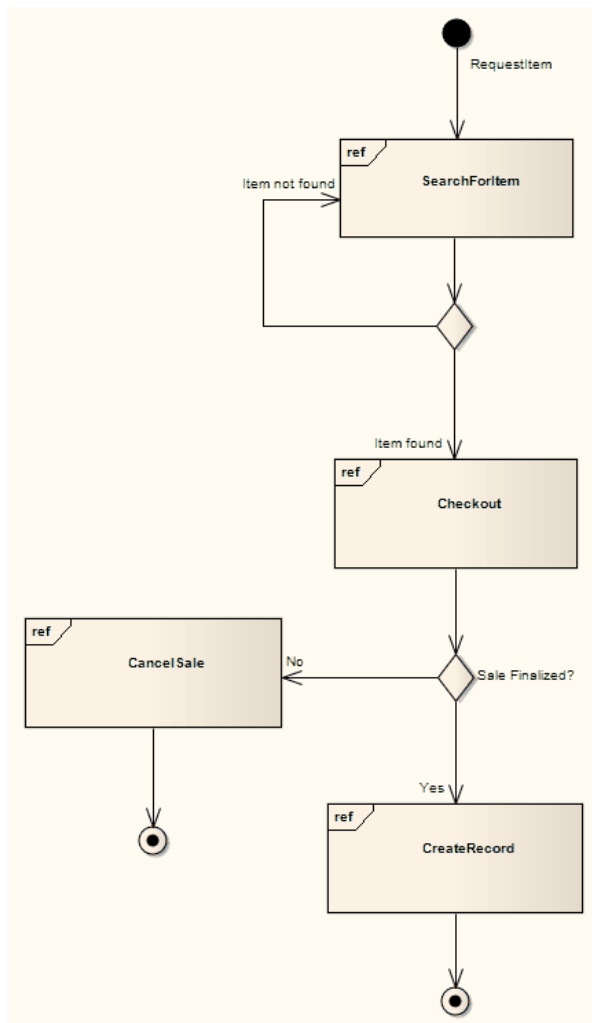 RequestItem
ref
SearchForItem
Item not found
Item found
ref
Checkout
ref
CancelSale
No
Sale Finalized?
Yes
ref
CreateRecord